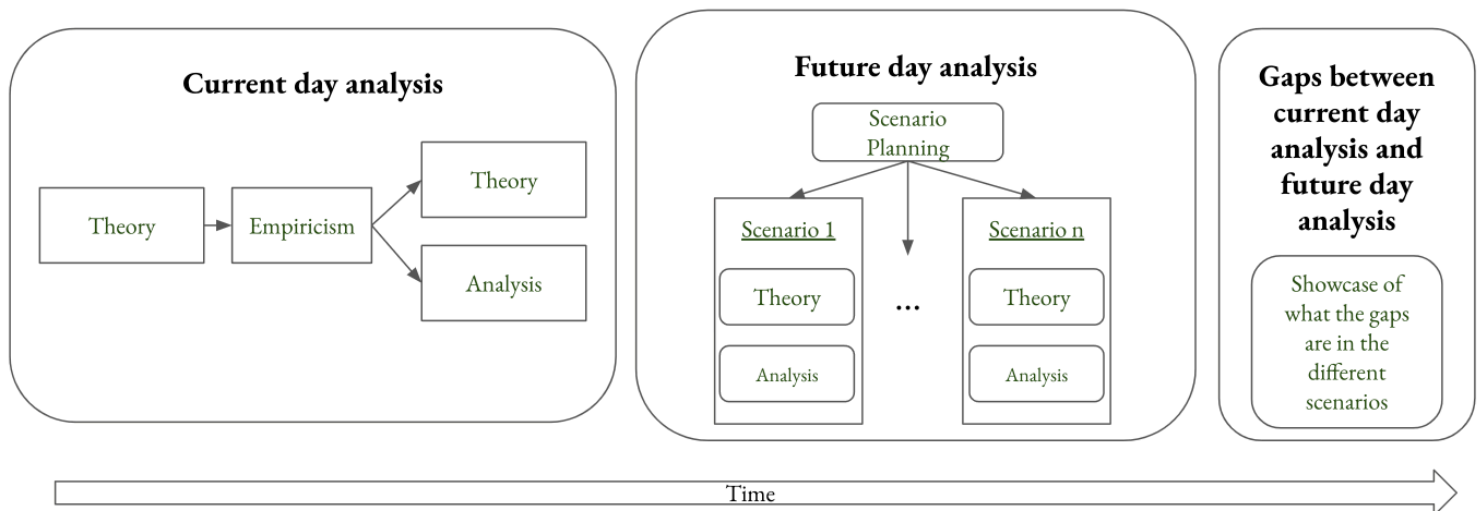 Current day analysis
Theory
Empiricism
Theory
Analysis
Future day analysis
Scenario
Planning
Scenario 1
Theory
Analysis
...
Scenario n
Theory
Analysis
Gaps between
current day
analysis and
future day
analysis
Showcase of
what the gaps
are in the
different
scenarios
Time